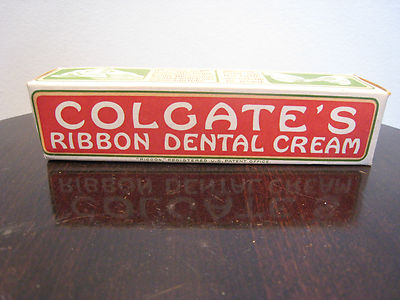 COLGATE'S
RIBBON DENTAL CREAM
"RIBBON" REGISTERED U.S. PATENT OFFICE